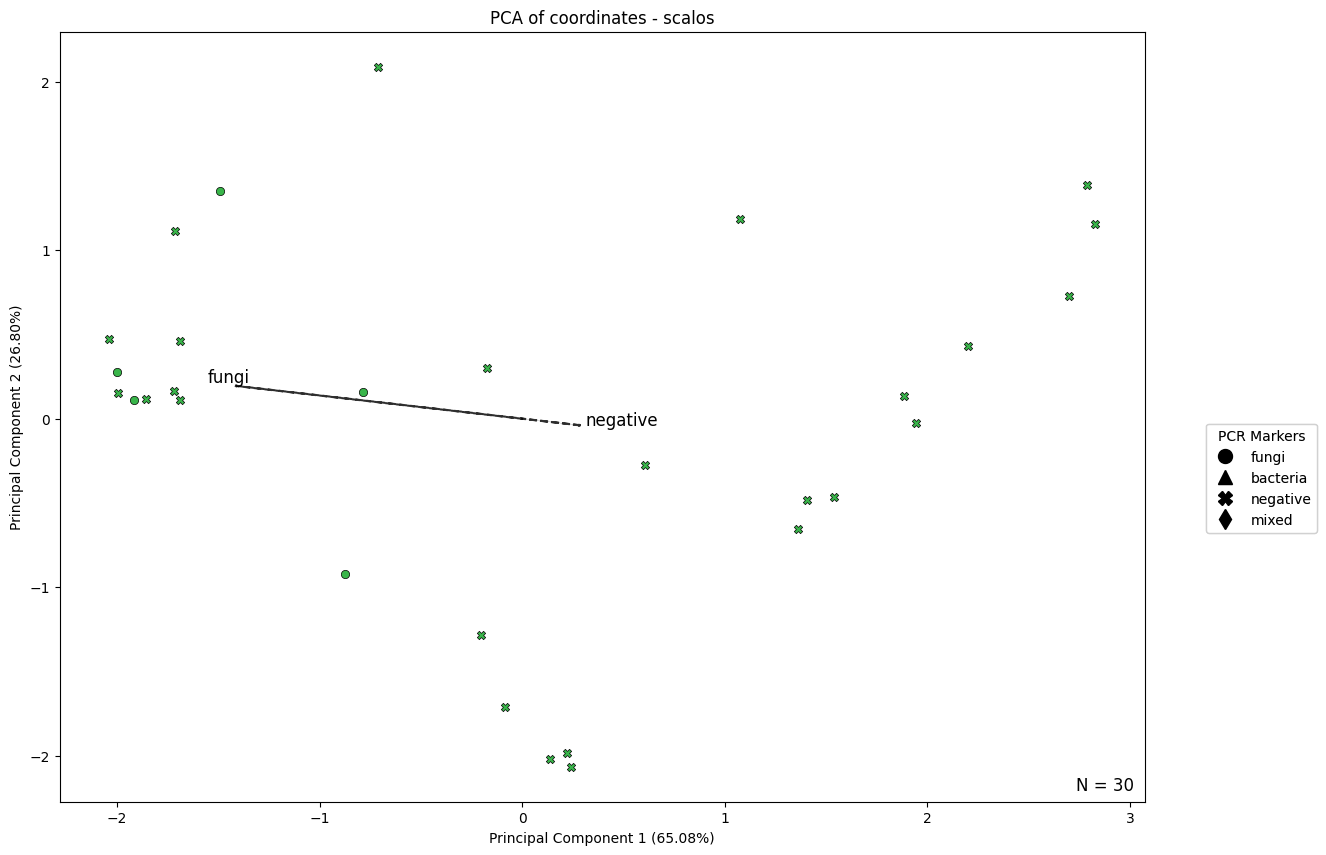 PCA of coordinates - scalos
Principal Component 2 (26.80%)
2
1
0
−1
−2
fungi
negative
N = 30
−2
−1
0
1
2
3
Principal Component 1 (65.08%)
PCR Markers
fungi
bacteria
negative
mixed